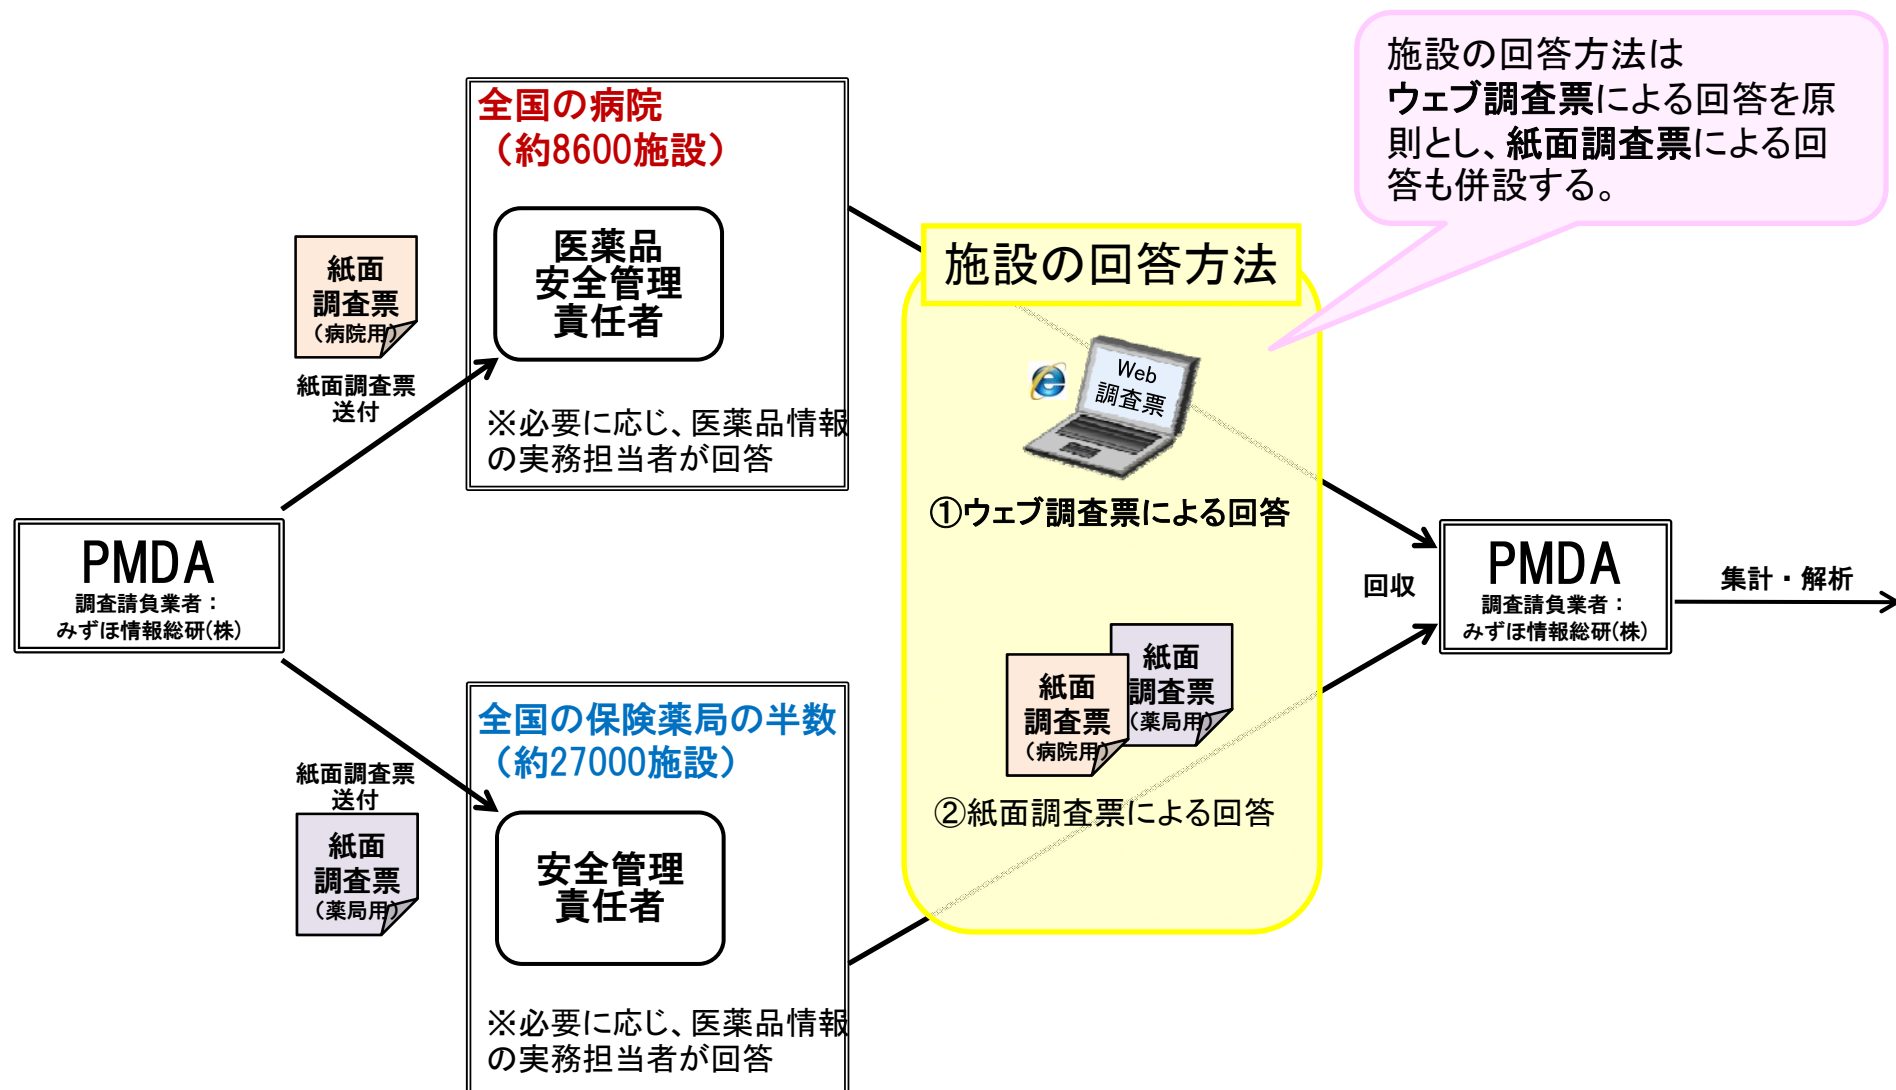 施設の回答方法は
ウェブ調査票による回答を原
則とし、紙面調査票による回
答も併設する。
全国の病院
（約8600施設）
医薬品
安全管理
責任者
※必要に応じ、医薬品情報
の実務担当者が回答
紙面
調査票
（病院用）
紙面調査票
送付
PMDA
調査請負業者：
みずほ情報総研(株)
紙面調査票
送付
紙面
調査票
（薬局用）
全国の保険薬局の半数
（約27000施設）
安全管理
責任者
※必要に応じ、医薬品情報
の実務担当者が回答
施設の回答方法
Web
調査票
①ウェブ調査票による回答
紙面
調査票
（薬局用）
紙面
調査票
（病院用）
②紙面調査票による回答
回収
PMDA
調査請負業者：
みずほ情報総研(株)
集計・解析